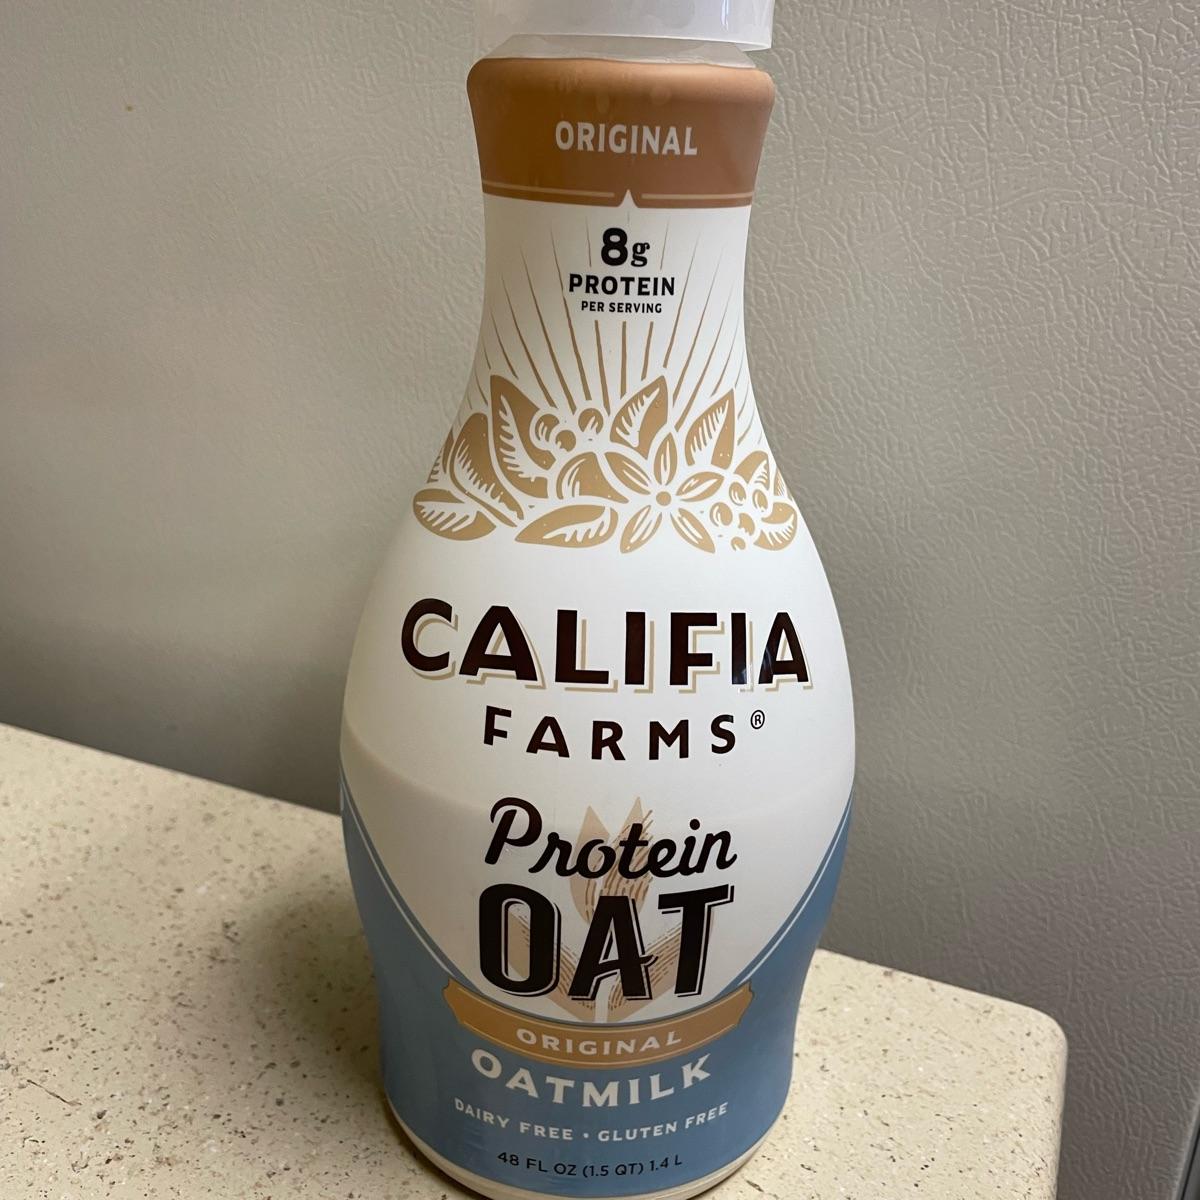 ORIGINAL
8g
PROTEIN
PER SERVING
CALIFIA
FARMS®
Protein
OAT
ORIGINAL
OATMILK
DAIRY FREE • GLUTEN FREE
48 FL OZ (1.5 QT) 1.4 L